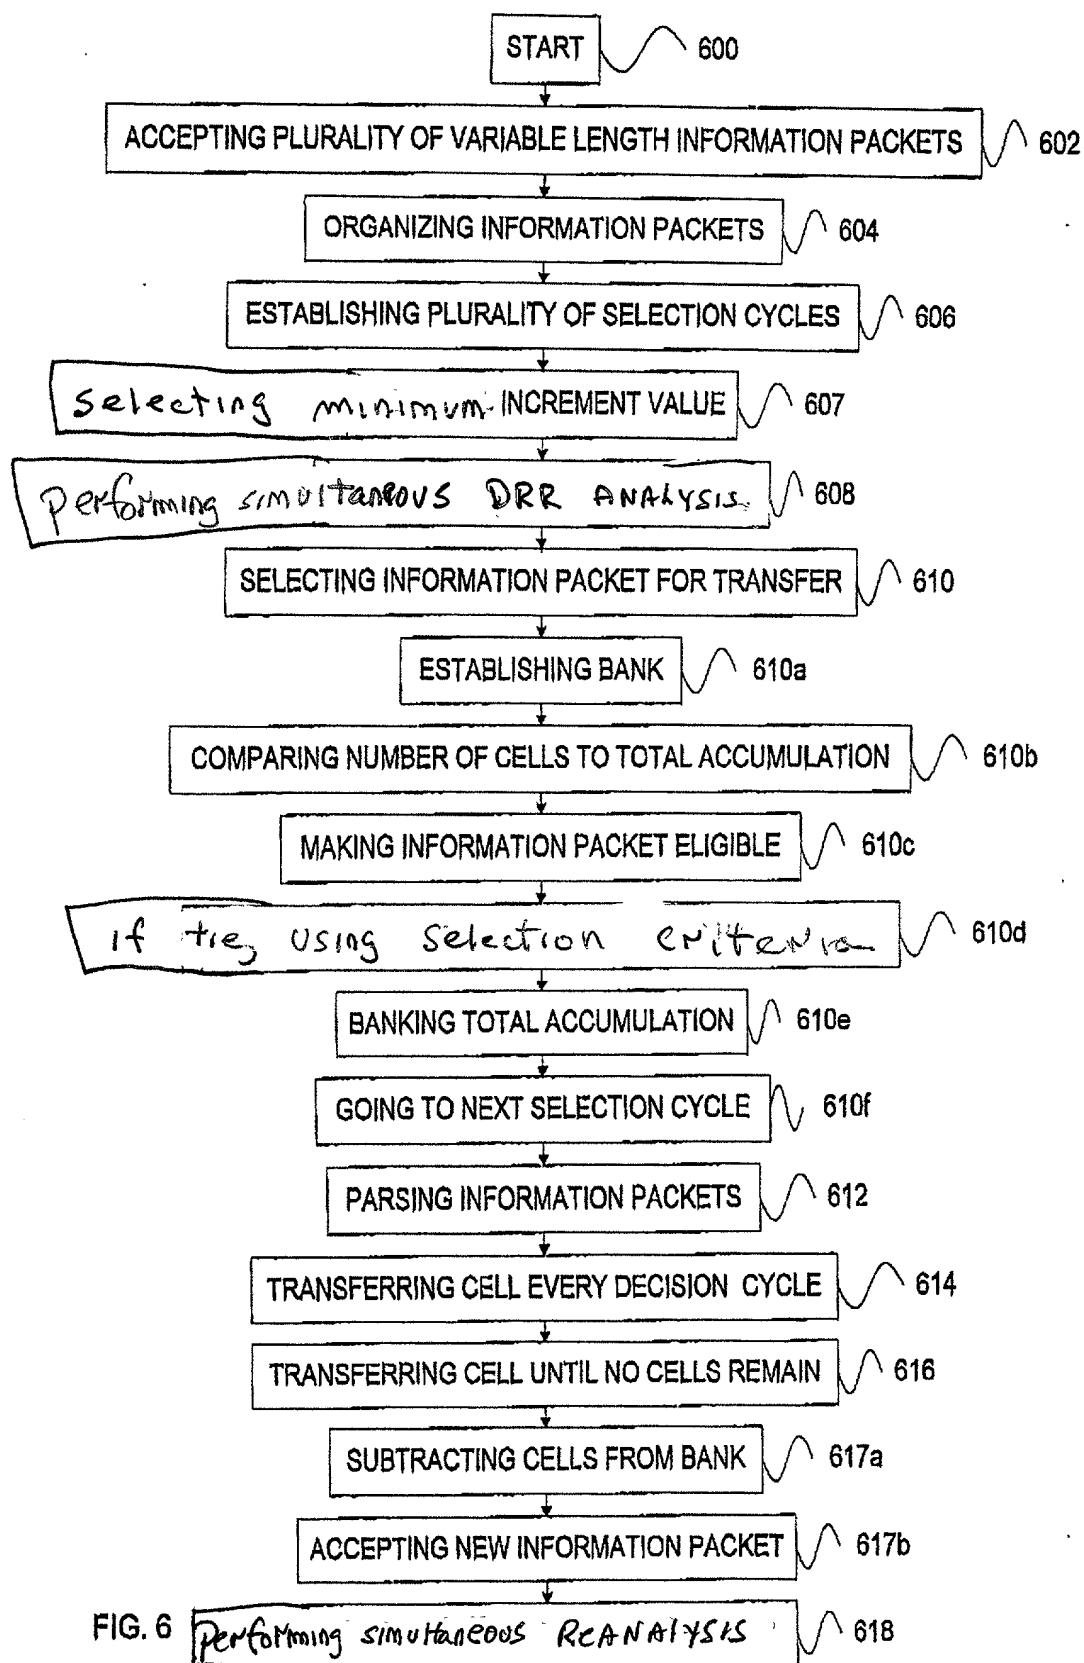 START 600
ACCEPTING PLURALITY OF VARIABLE LENGTH INFORMATION PACKETS 602
ORGANIZING INFORMATION PACKETS 604
ESTABLISHING PLURALITY OF SELECTION CYCLES 606
selecting minimum INCREMENT VALUE 607
performing simultaneous DRR ANALYSIS 608
SELECTING INFORMATION PACKET FOR TRANSFER 610
ESTABLISHING BANK 610a
COMPARING NUMBER OF CELLS TO TOTAL ACCUMULATION 610b
MAKING INFORMATION PACKET ELIGIBLE 610c
if tie, using selection criteria 610d
BANKING TOTAL ACCUMULATION 610e
GOING TO NEXT SELECTION CYCLE 610f
PARSING INFORMATION PACKETS 612
TRANSFERRING CELL EVERY DECISION CYCLE 614
TRANSFERRING CELL UNTIL NO CELLS REMAIN 616
SUBTRACTING CELLS FROM BANK 617a
ACCEPTING NEW INFORMATION PACKET 617b
FIG. 6 performing simultaneous REANALYSIS 618